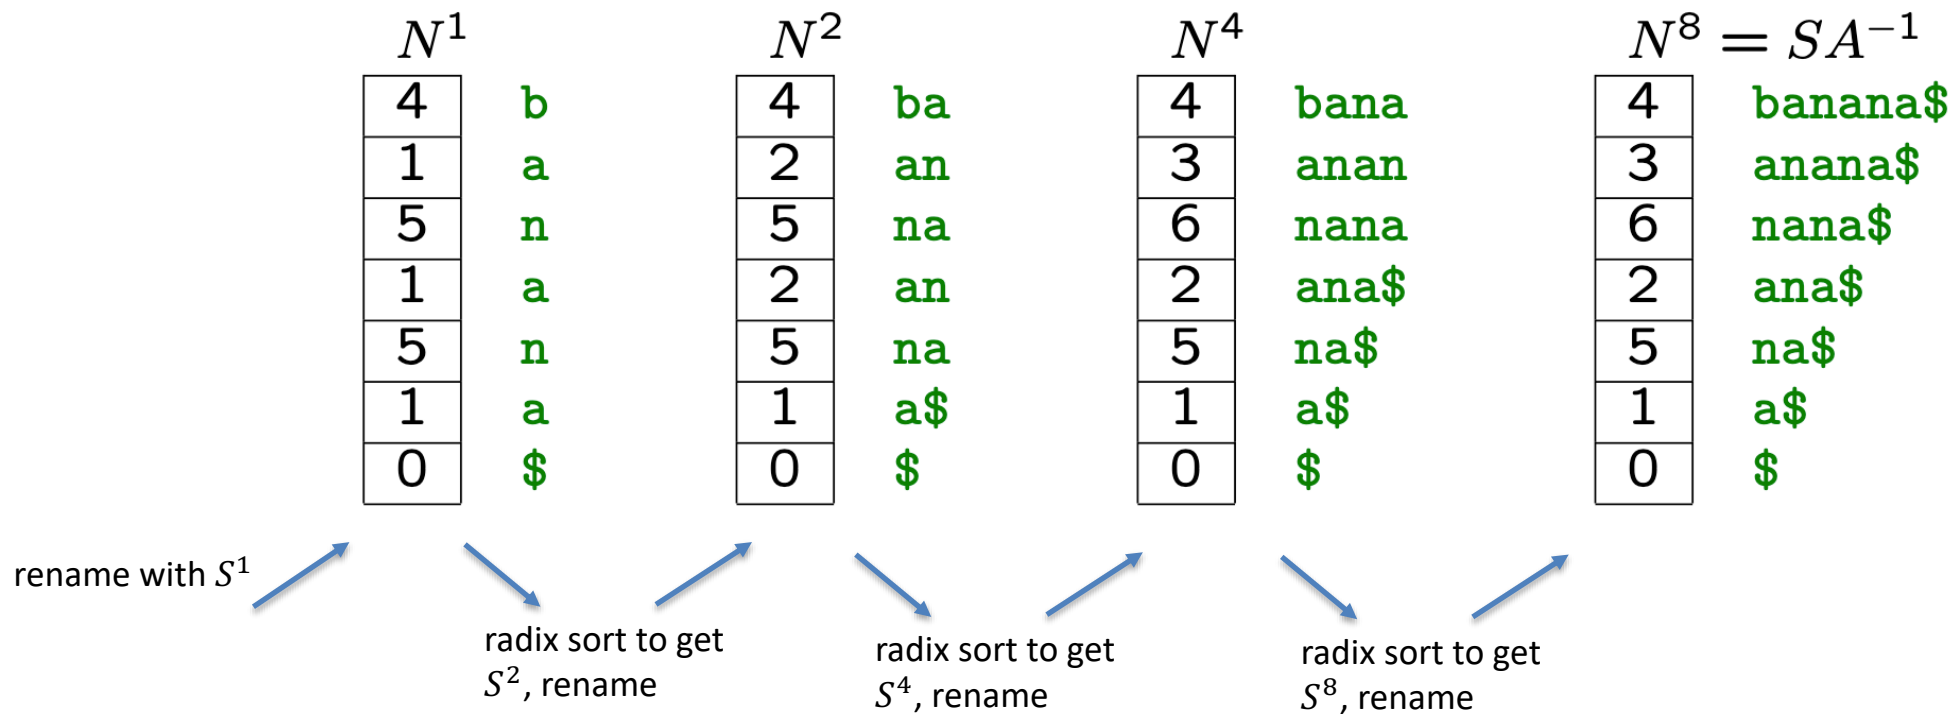 N¹ N² N⁴ N⁸ = SA⁻¹
4 b 4 ba 4 bana 4 banana$
1 a 2 an 3 anan 3 anana$
5 n 5 na 6 nana 6 nana$
1 a 2 an 2 ana$ 2 ana$
5 n 5 na 5 na$ 5 na$
1 a 1 a$ 1 a$ 1 a$
0 $ 0 $ 0 $ 0 $
rename with S¹
radix sort to get
S², rename
radix sort to get
S⁴, rename
radix sort to get
S⁸, rename